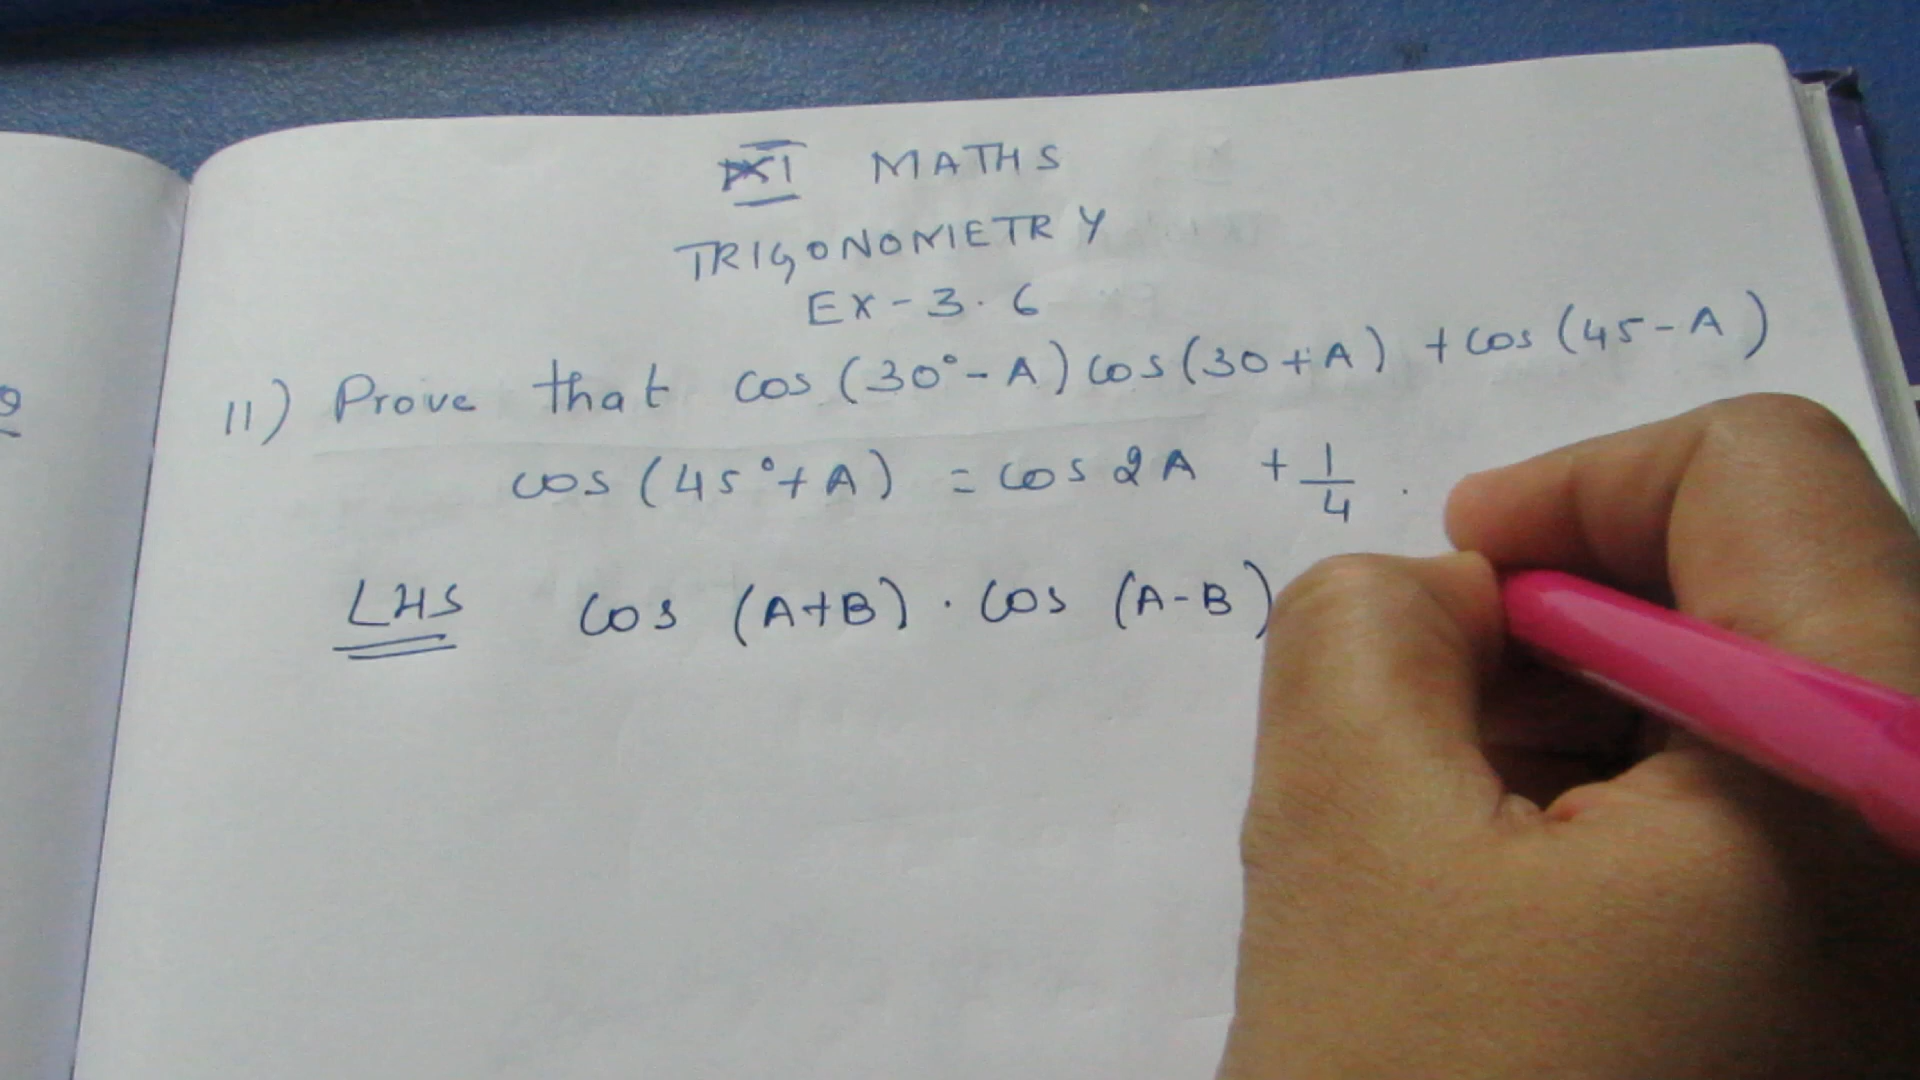 XI MATHS
TRIGONOMETRY
EX-3.6
11) Prove that cos (30°-A) cos (30+A) + cos (45-A)
cos (45°+A) = cos 2A + 1/4 .
LHS cos (A+B) . cos (A-B)